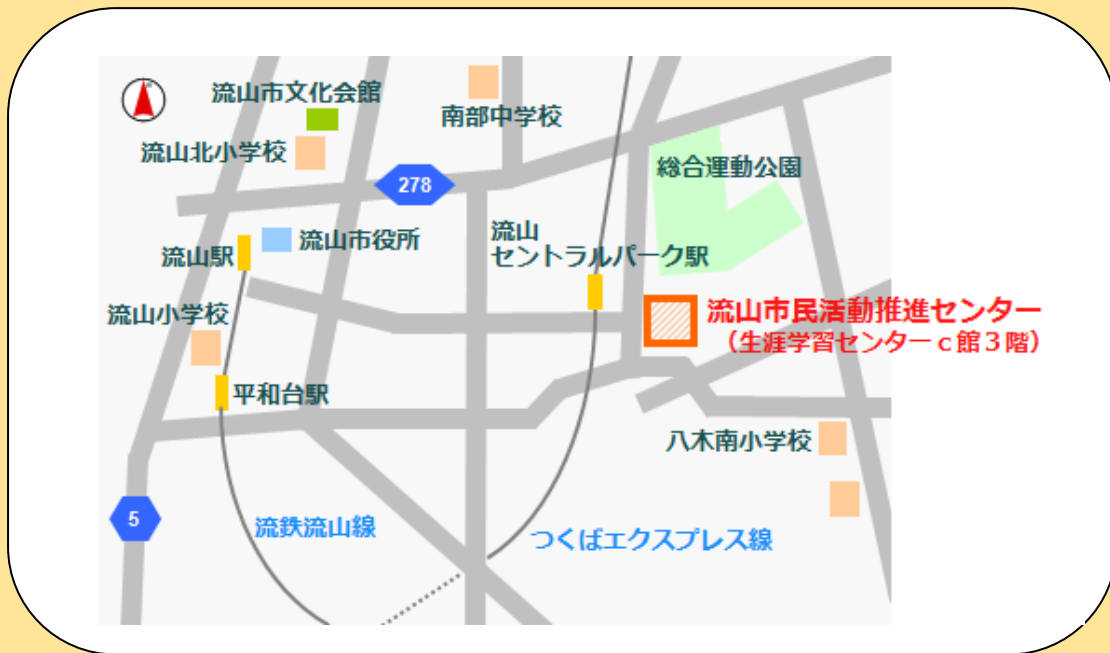 流山市文化会館
南部中学校
流山北小学校
総合運動公園
278
流山市役所
流山
セントラルパーク駅
流山駅
流山小学校
流山市民活動推進センター
（生涯学習センターｃ館３階）
平和台駅
八木南小学校
5
流鉄流山線
つくばエクスプレス線